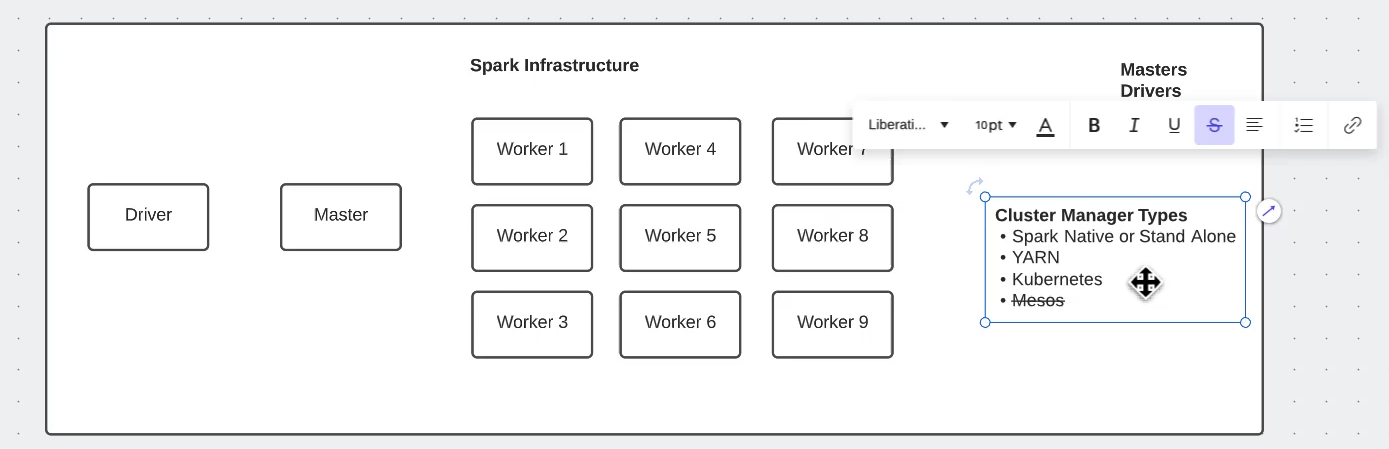 Spark Infrastructure
Masters
Drivers
Liberati... 10pt A B I U S
Worker 1 Worker 4 Worker 7
Driver Master
Worker 2 Worker 5 Worker 8
Worker 3 Worker 6 Worker 9
Cluster Manager Types
• Spark Native or Stand Alone
• YARN
• Kubernetes
• Mesos